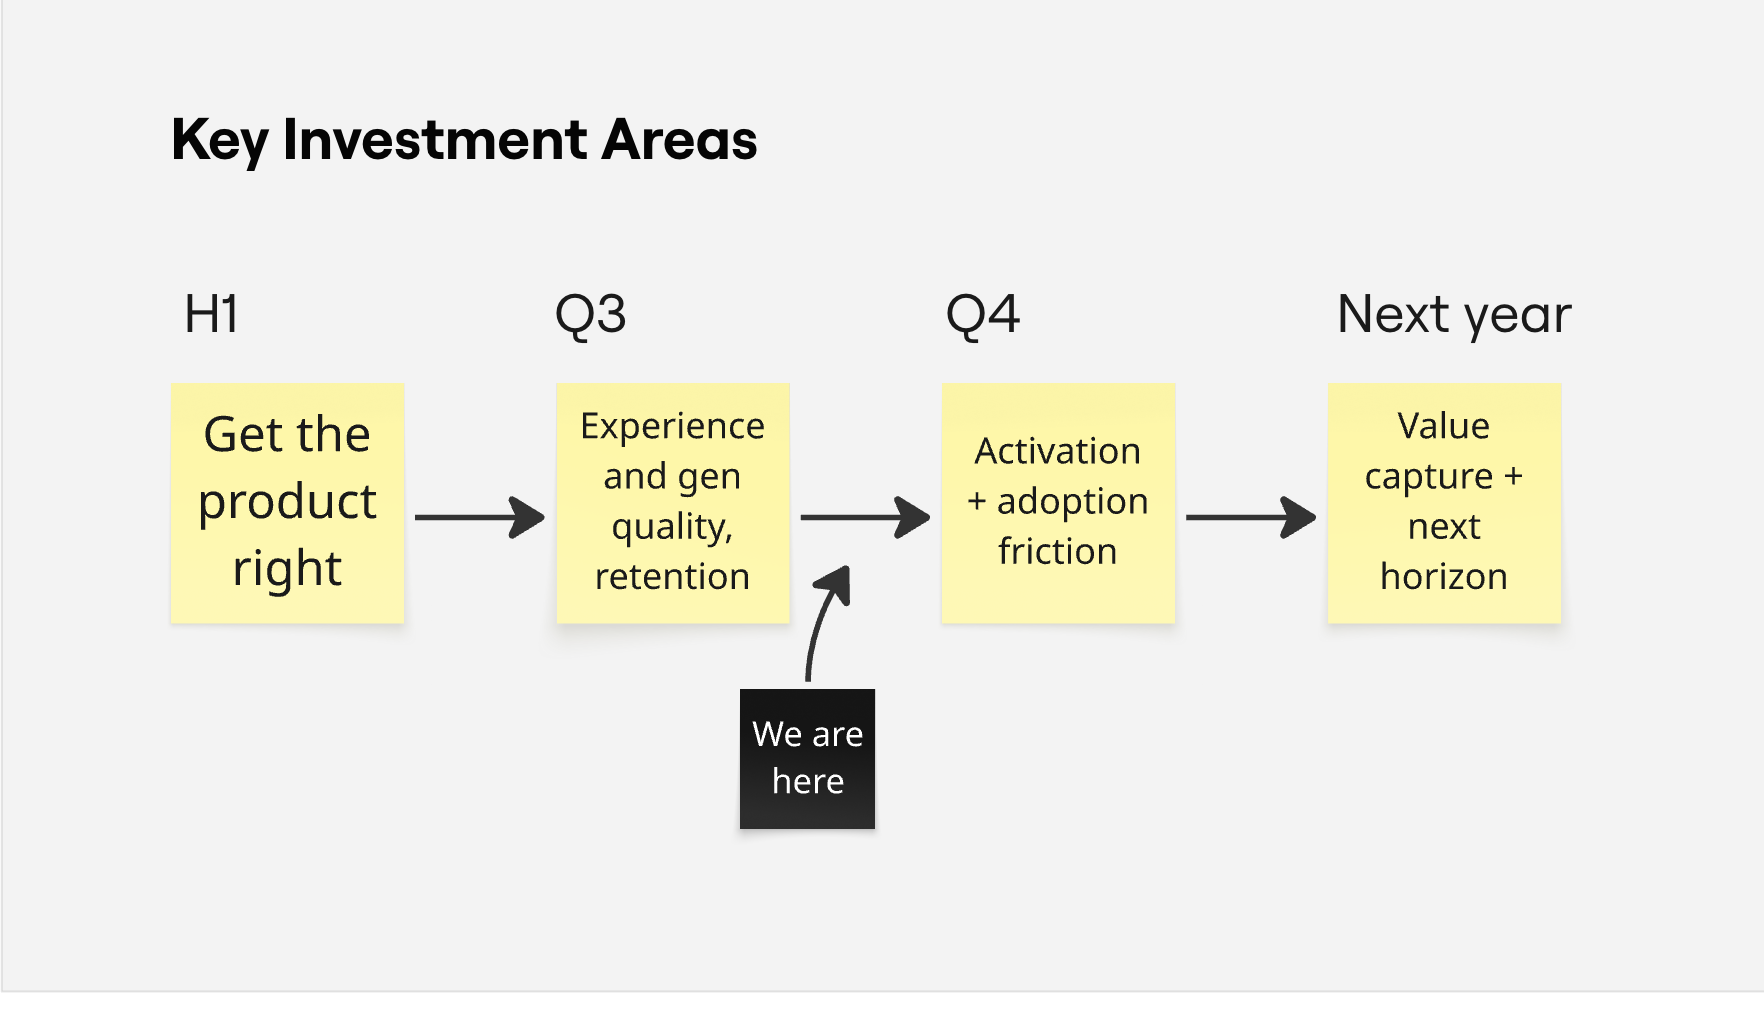 Key Investment Areas
H1
Q3
Q4
Next year
Get the
product
right
Experience
and gen
quality,
retention
Activation
+ adoption
friction
Value
capture +
next
horizon
We are
here